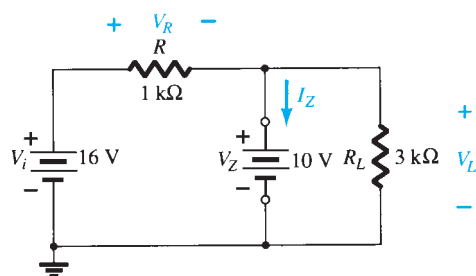 + V_R −
R
1 kΩ
I_Z
+
V_i 16 V
−
+
V_Z 10 V
−
R_L 3 kΩ
+
V_L
−